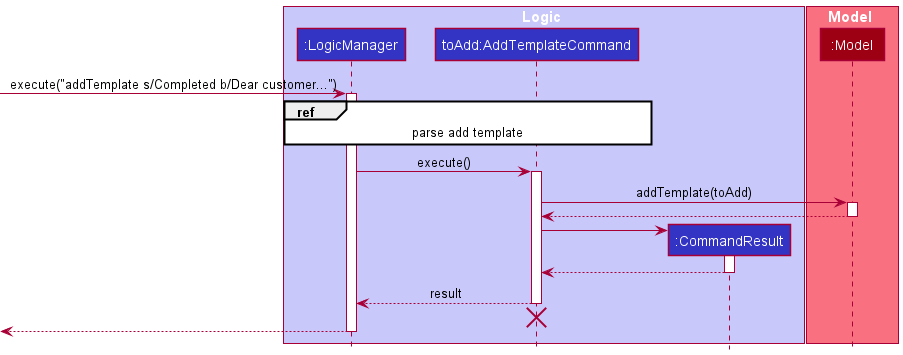 Logic
Model
:LogicManager
toAdd:AddTemplateCommand
:Model
execute("addTemplate s/Completed b/Dear customer...")
ref
parse add template
execute()
addTemplate(toAdd)
:CommandResult
result